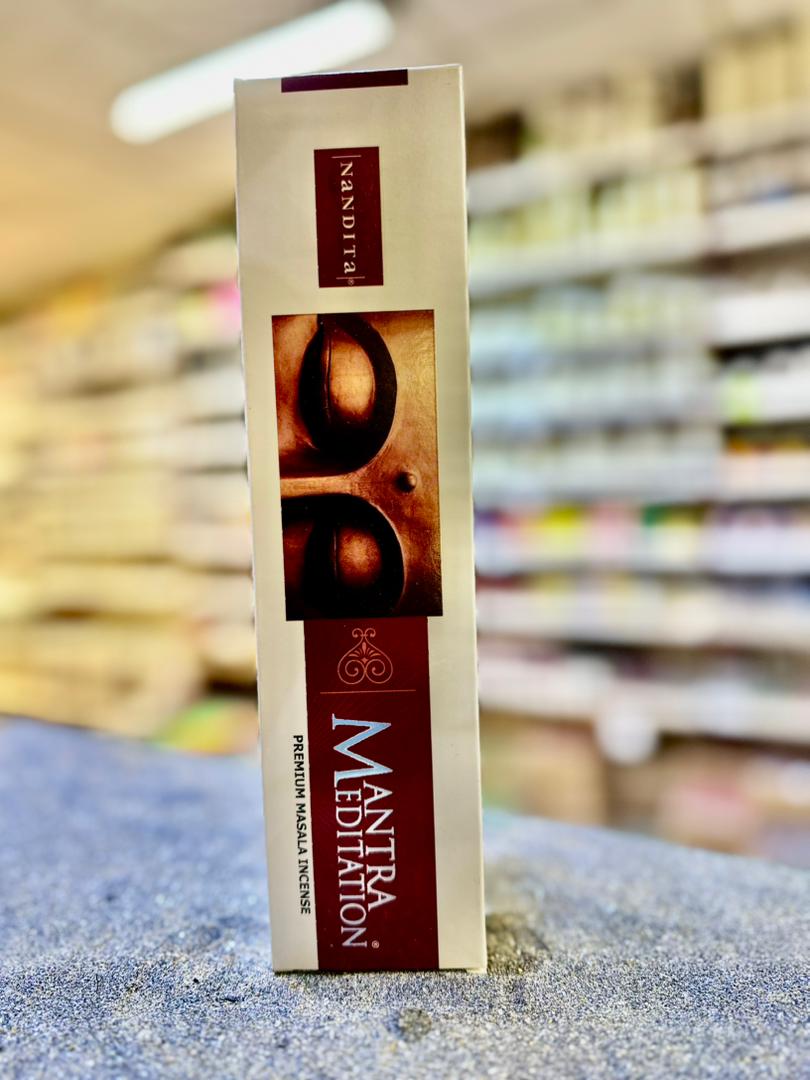 NaNDITa®
MANTRA
MEDITATION®
PREMIUM MASALA INCENSE